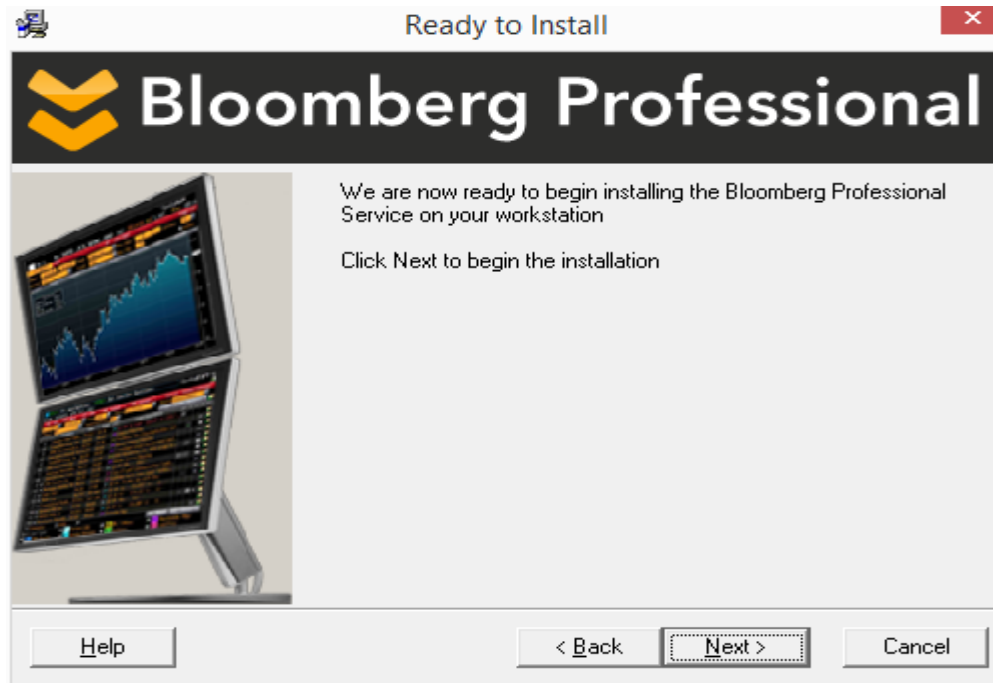 Ready to Install
Bloomberg Professional
We are now ready to begin installing the Bloomberg Professional
Service on your workstation
Click Next to begin the installation
Help
< Back
Next >
Cancel